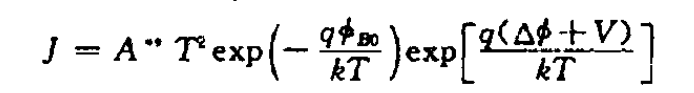 J = A** T² exp(− qϕ_B0 / kT) exp[ q(Δϕ + V) / kT ]